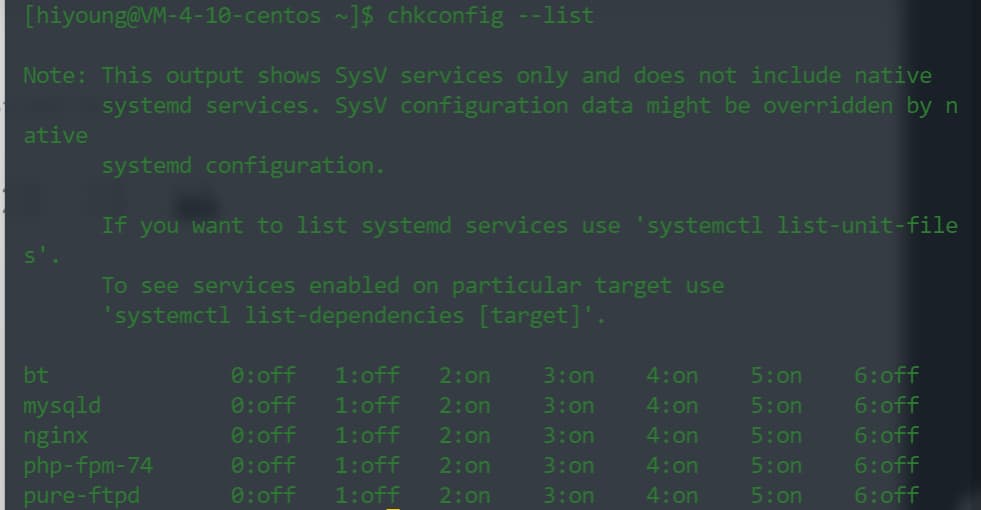 [hiyoung@VM-4-10-centos ~]$ chkconfig --list
Note: This output shows SysV services only and does not include native
systemd services. SysV configuration data might be overridden by n
ative
systemd configuration.
If you want to list systemd services use 'systemctl list-unit-file
s'.
To see services enabled on particular target use
'systemctl list-dependencies [target]'.
bt 0:off 1:off 2:on 3:on 4:on 5:on 6:off
mysqld 0:off 1:off 2:on 3:on 4:on 5:on 6:off
nginx 0:off 1:off 2:on 3:on 4:on 5:on 6:off
php-fpm-74 0:off 1:off 2:on 3:on 4:on 5:on 6:off
pure-ftpd 0:off 1:off 2:on 3:on 4:on 5:on 6:off